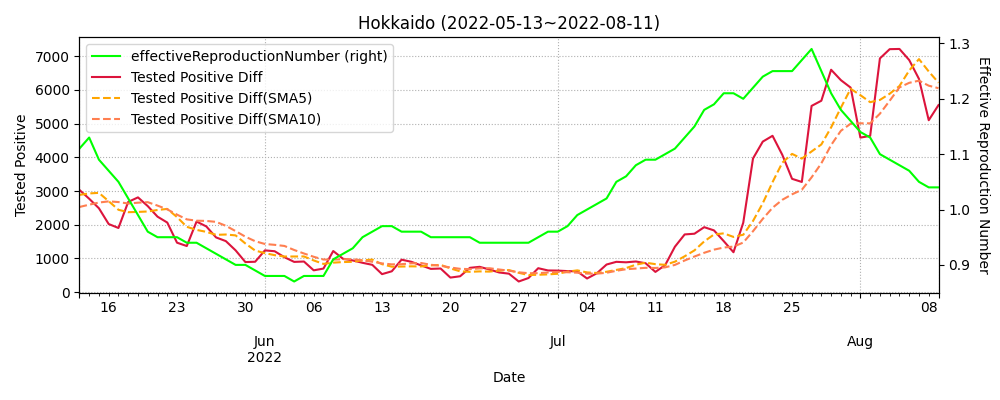 Hokkaido (2022-05-13~2022-08-11)
effectiveReproductionNumber (right)
Tested Positive Diff
Tested Positive Diff(SMA5)
Tested Positive Diff(SMA10)
Tested Positive
7000
6000
5000
4000
3000
2000
1000
0
1.3
1.2
1.1
1.0
0.9
Effective Reproduction Number
16 23 30 06 13 20 27 04 11 18 25 08
Jun Jul Aug
2022
Date